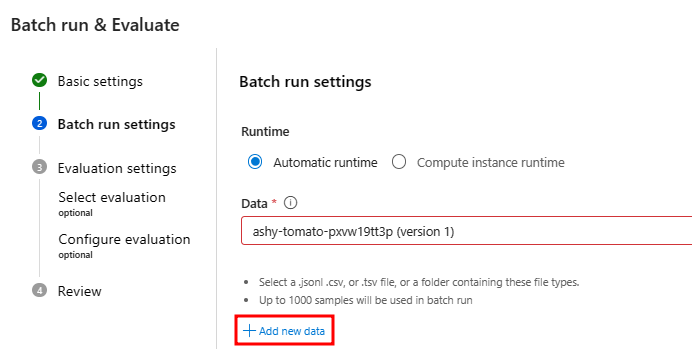 Batch run & Evaluate
Basic settings
2 Batch run settings
3 Evaluation settings
Select evaluation
optional
Configure evaluation
optional
4 Review
Batch run settings
Runtime
Automatic runtime
Compute instance runtime
Data *
ashy-tomato-pxvw19tt3p (version 1)
• Select a .jsonl .csv, or .tsv file, or a folder containing these file types.
• Up to 1000 samples will be used in batch run
+ Add new data